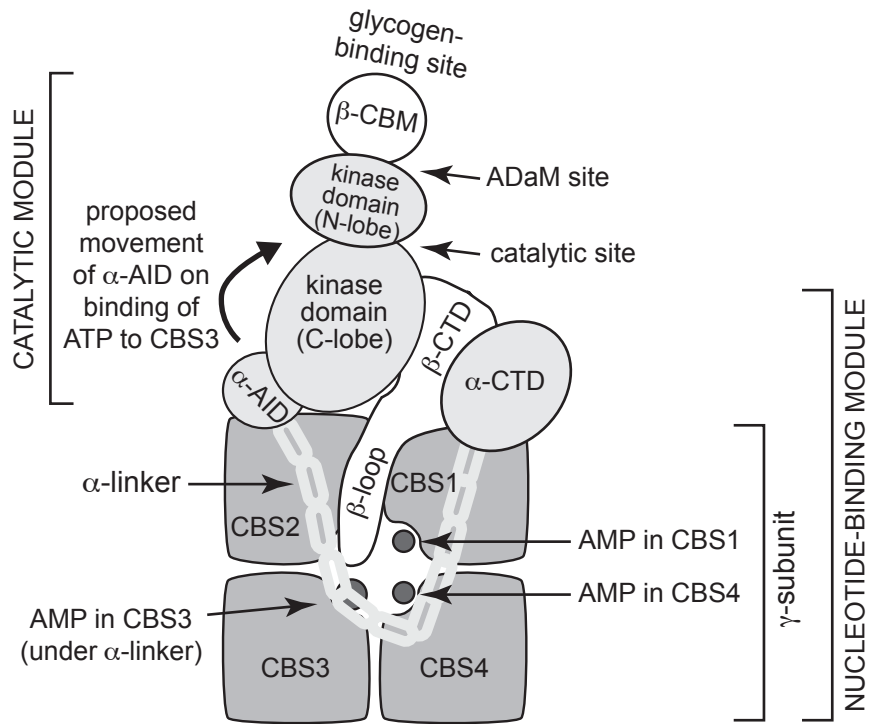 glycogen-
binding site
β-CBM
CATALYTIC MODULE
kinase
domain
(N-lobe)
ADaM site
proposed
movement
of α-AID on
binding of
ATP to CBS3
catalytic site
kinase
domain
(C-lobe)
β-CTD
α-CTD
α-AID
α-linker
β-loop
CBS1
CBS2
AMP in CBS1
AMP in CBS4
AMP in CBS3
(under α-linker)
CBS3
CBS4
γ-subunit
NUCLEOTIDE-BINDING MODULE